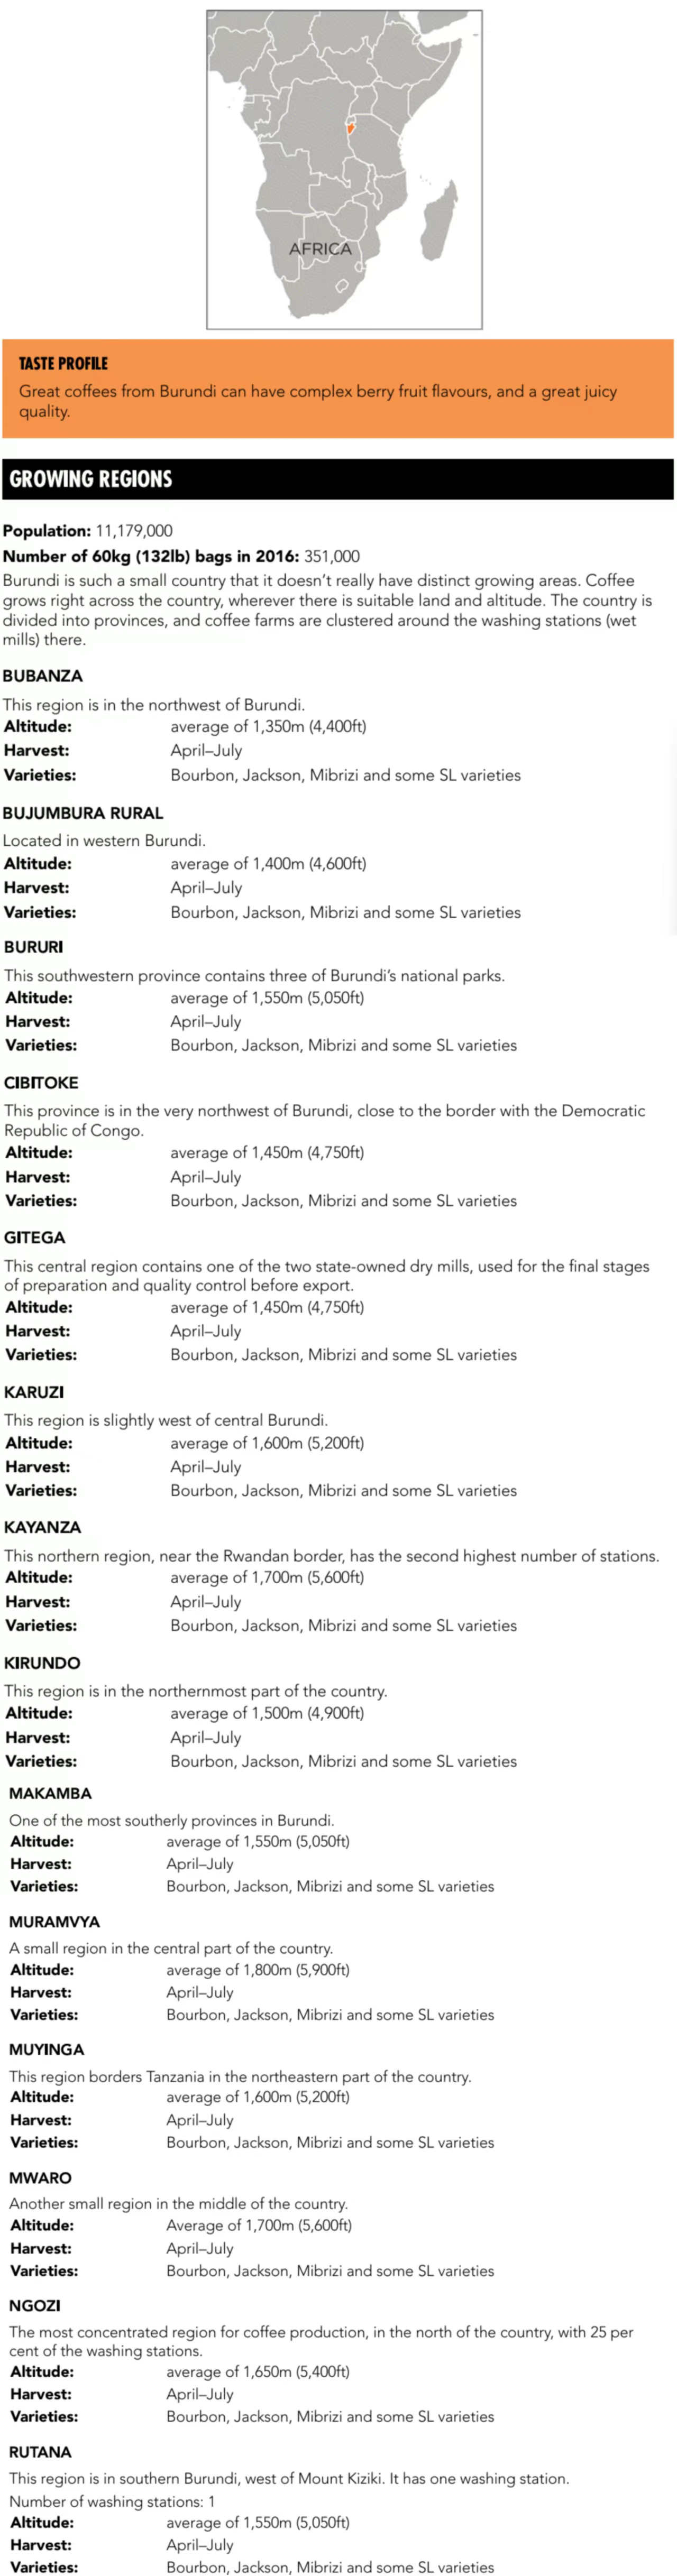 AFRICA
TASTE PROFILE
Great coffees from Burundi can have complex berry fruit flavours, and a great juicy
quality.
GROWING REGIONS
Population: 11,179,000
Number of 60kg (132lb) bags in 2016: 351,000
Burundi is such a small country that it doesn't really have distinct growing areas. Coffee
grows right across the country, wherever there is suitable land and altitude. The country is
divided into provinces, and coffee farms are clustered around the washing stations (wet
mills) there.
BUBANZA
This region is in the northwest of Burundi.
Altitude: average of 1,350m (4,400ft)
Harvest: April–July
Varieties: Bourbon, Jackson, Mibrizi and some SL varieties
BUJUMBURA RURAL
Located in western Burundi.
Altitude: average of 1,400m (4,600ft)
Harvest: April–July
Varieties: Bourbon, Jackson, Mibrizi and some SL varieties
BURURI
This southwestern province contains three of Burundi's national parks.
Altitude: average of 1,550m (5,050ft)
Harvest: April–July
Varieties: Bourbon, Jackson, Mibrizi and some SL varieties
CIBITOKE
This province is in the very northwest of Burundi, close to the border with the Democratic
Republic of Congo.
Altitude: average of 1,450m (4,750ft)
Harvest: April–July
Varieties: Bourbon, Jackson, Mibrizi and some SL varieties
GITEGA
This central region contains one of the two state-owned dry mills, used for the final stages
of preparation and quality control before export.
Altitude: average of 1,450m (4,750ft)
Harvest: April–July
Varieties: Bourbon, Jackson, Mibrizi and some SL varieties
KARUZI
This region is slightly west of central Burundi.
Altitude: average of 1,600m (5,200ft)
Harvest: April–July
Varieties: Bourbon, Jackson, Mibrizi and some SL varieties
KAYANZA
This northern region, near the Rwandan border, has the second highest number of stations.
Altitude: average of 1,700m (5,600ft)
Harvest: April–July
Varieties: Bourbon, Jackson, Mibrizi and some SL varieties
KIRUNDO
This region is in the northernmost part of the country.
Altitude: average of 1,500m (4,900ft)
Harvest: April–July
Varieties: Bourbon, Jackson, Mibrizi and some SL varieties
MAKAMBA
One of the most southerly provinces in Burundi.
Altitude: average of 1,550m (5,050ft)
Harvest: April–July
Varieties: Bourbon, Jackson, Mibrizi and some SL varieties
MURAMVYA
A small region in the central part of the country.
Altitude: average of 1,800m (5,900ft)
Harvest: April–July
Varieties: Bourbon, Jackson, Mibrizi and some SL varieties
MUYINGA
This region borders Tanzania in the northeastern part of the country.
Altitude: average of 1,600m (5,200ft)
Harvest: April–July
Varieties: Bourbon, Jackson, Mibrizi and some SL varieties
MWARO
Another small region in the middle of the country.
Altitude: Average of 1,700m (5,600ft)
Harvest: April–July
Varieties: Bourbon, Jackson, Mibrizi and some SL varieties
NGOZI
The most concentrated region for coffee production, in the north of the country, with 25 per
cent of the washing stations.
Altitude: average of 1,650m (5,400ft)
Harvest: April–July
Varieties: Bourbon, Jackson, Mibrizi and some SL varieties
RUTANA
This region is in southern Burundi, west of Mount Kiziki. It has one washing station.
Number of washing stations: 1
Altitude: average of 1,550m (5,050ft)
Harvest: April–July
Varieties: Bourbon, Jackson, Mibrizi and some SL varieties